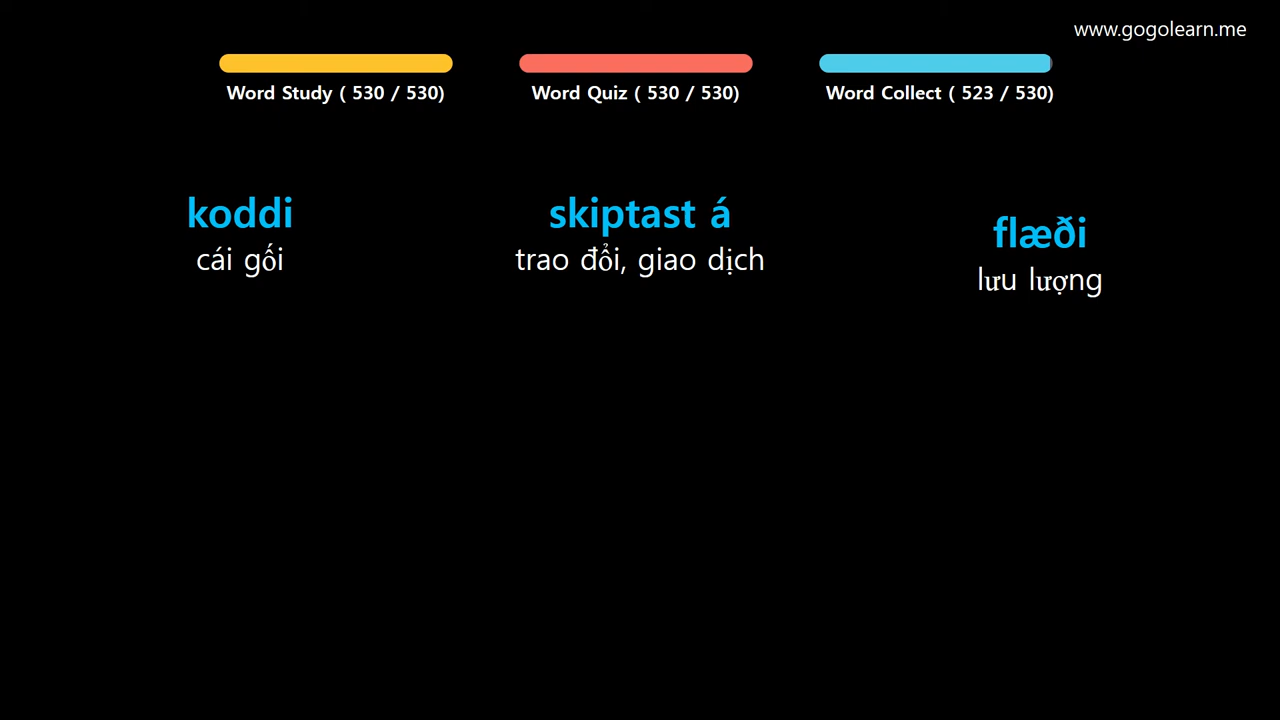 www.gogolearn.me
Word Study ( 530 / 530)
Word Quiz ( 530 / 530)
Word Collect ( 523 / 530)
koddi
cái gối
skiptast á
trao đổi, giao dịch
flæði
lưu lượng